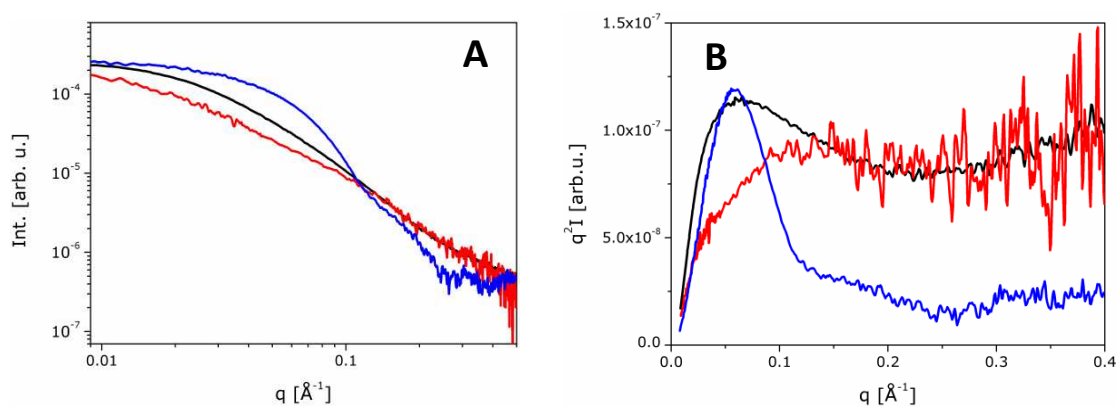 A
Int. [arb. u.]
10⁻⁴
10⁻⁵
10⁻⁶
10⁻⁷
0.01
0.1
q [Å⁻¹]
B
q²I [arb.u.]
1.5x10⁻⁷
1.0x10⁻⁷
5.0x10⁻⁸
0.0
0.0
0.1
0.2
0.3
0.4
q [Å⁻¹]